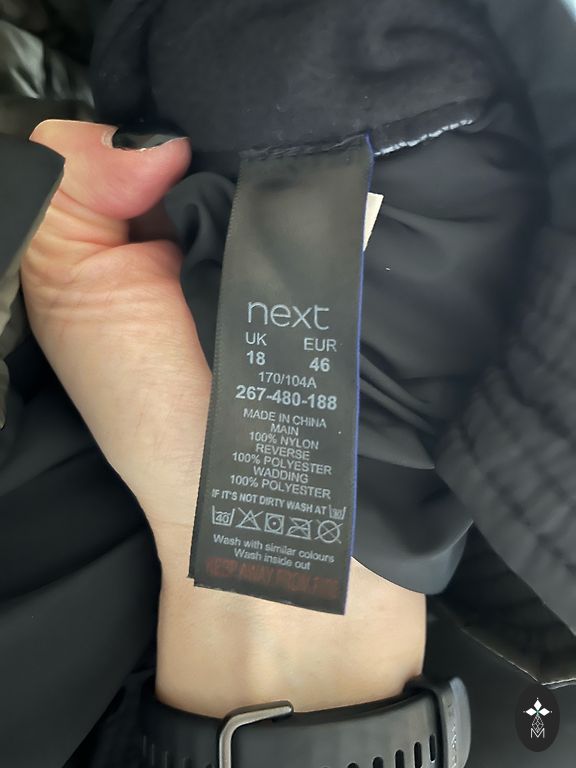 next
UK EUR
18 46
170/104A
267-480-188
MADE IN CHINA
MAIN
100% NYLON
REVERSE
100% POLYESTER
WADDING
100% POLYESTER
IF IT'S NOT DIRTY WASH AT 30
40
Wash with similar colours
Wash inside out
KEEP AWAY FROM FIRE
M